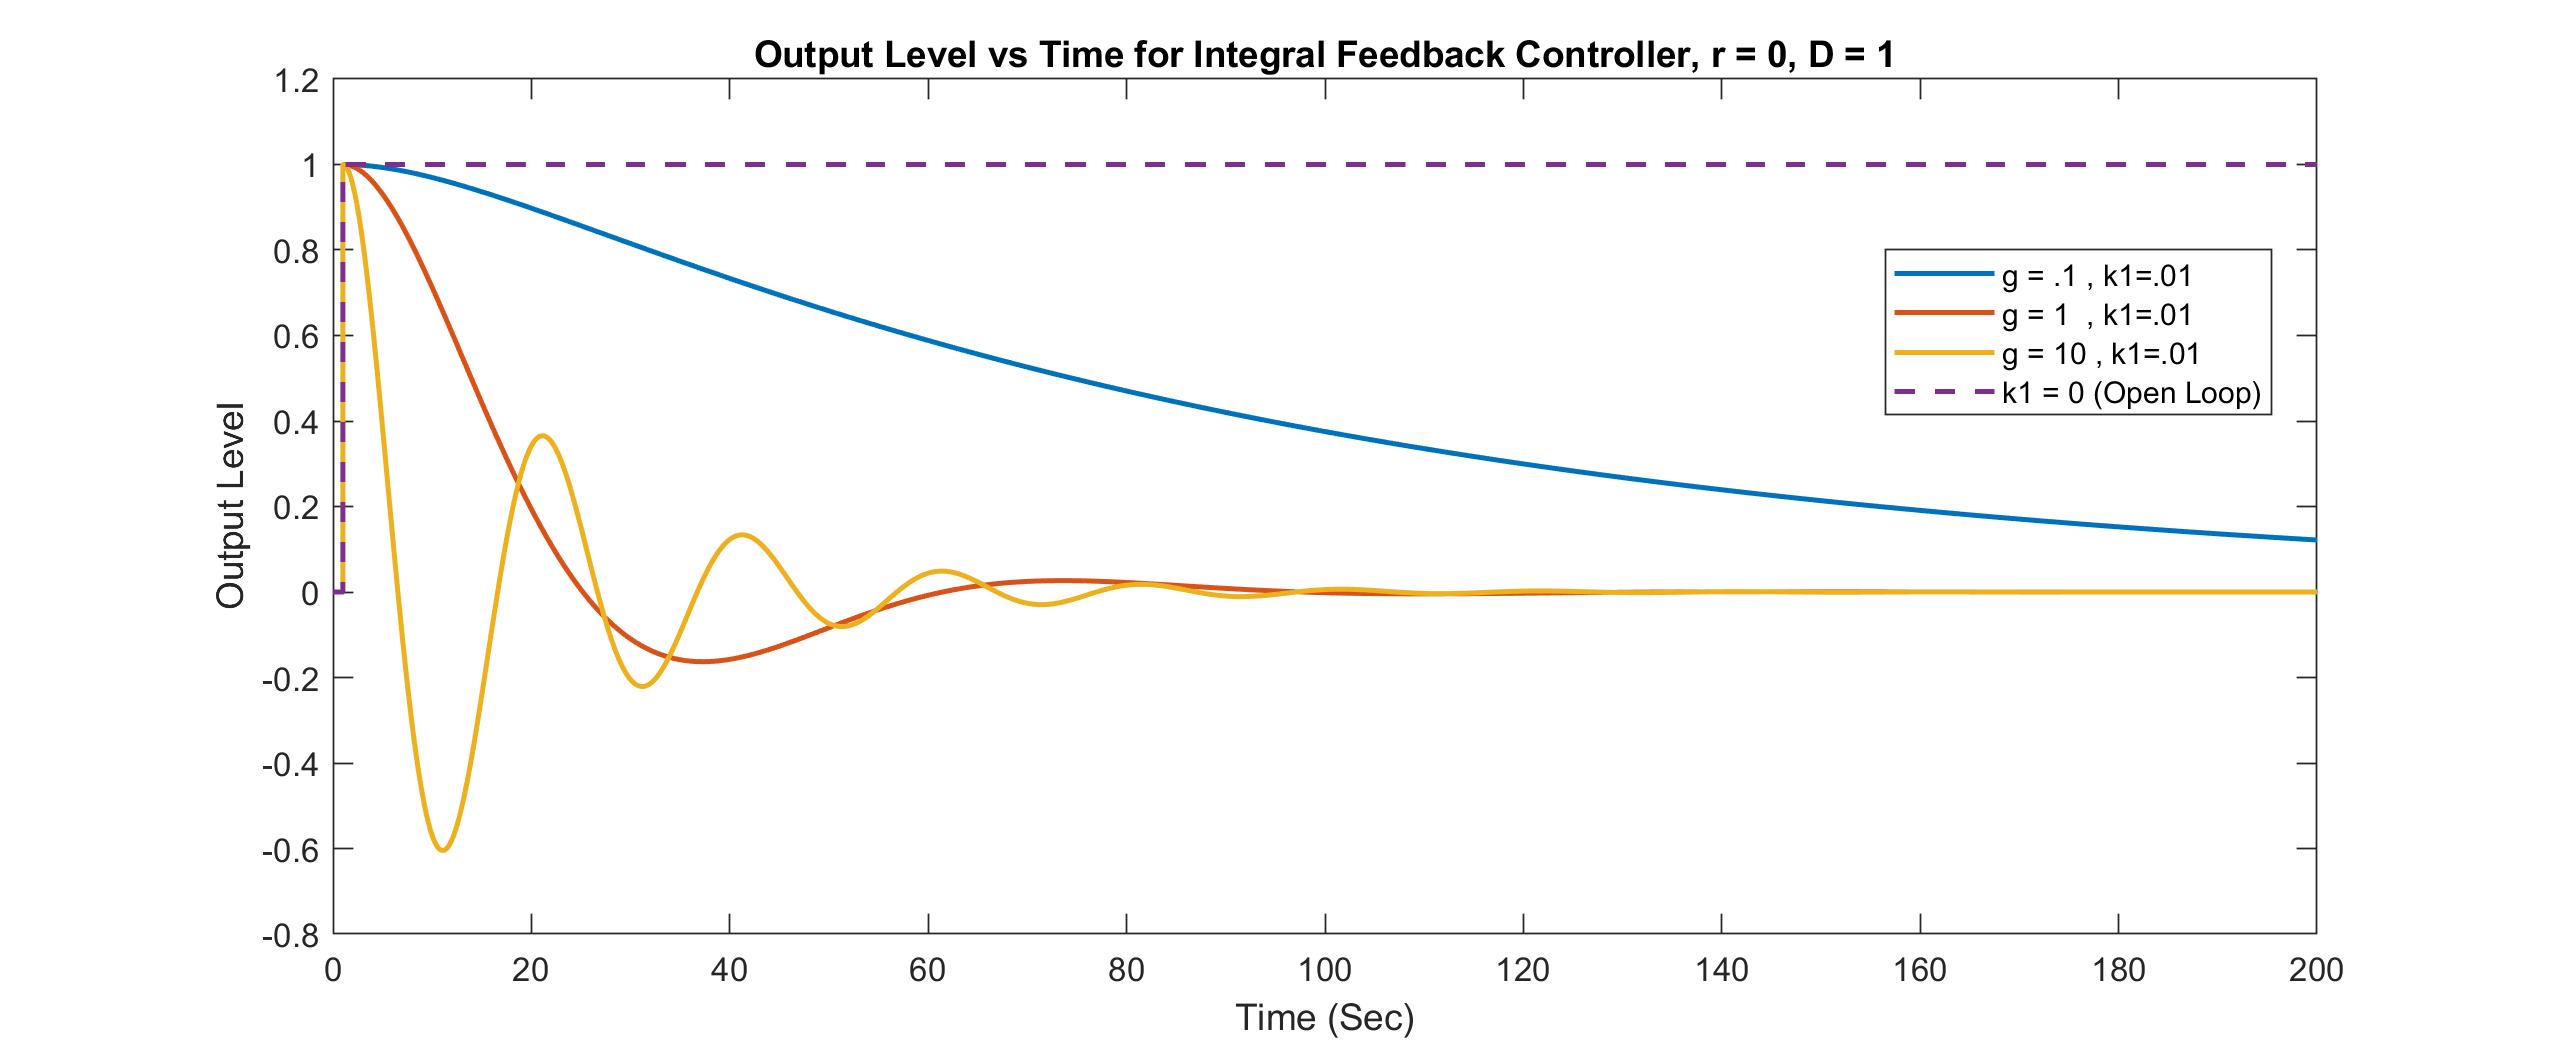 Output Level vs Time for Integral Feedback Controller, r = 0, D = 1
1.2
1
0.8
0.6
0.4
0.2
0
-0.2
-0.4
-0.6
-0.8
Output Level
g = .1 , k1=.01
g = 1  , k1=.01
g = 10 , k1=.01
k1 = 0 (Open Loop)
0 20 40 60 80 100 120 140 160 180 200
Time (Sec)